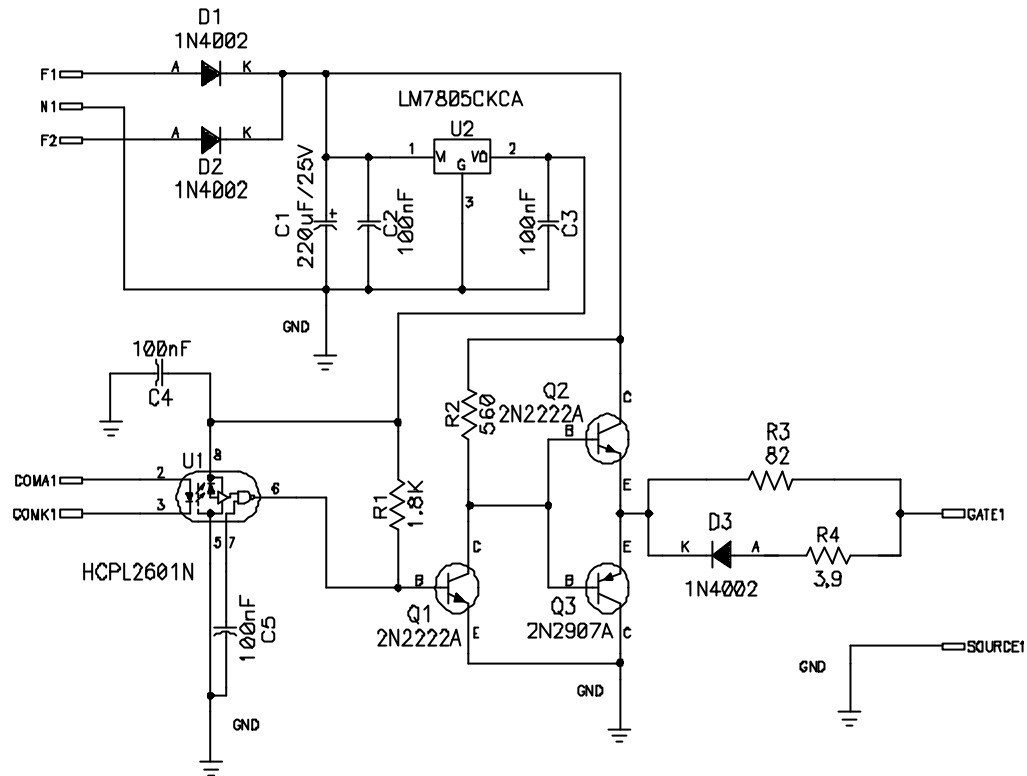 D1
1N4002
F1
A
K
N1
F2
A
K
D2
1N4002
LM7805CKCA
U2
1
VI
VO
2
G
3
C1
220uF/25V
+
C2
100nF
100nF
C3
GND
100nF
C4
U1
8
COMA1
2
COMK1
3
6
5
7
HCPL2601N
100nF
C5
GND
R1
1.8K
R2
560
C
B
Q1
2N2222A
E
Q2
2N2222A
C
B
E
E
B
Q3
2N2907A
C
GND
R3
82
D3
K
A
1N4002
R4
3,9
GATE1
SOURCE1
GND